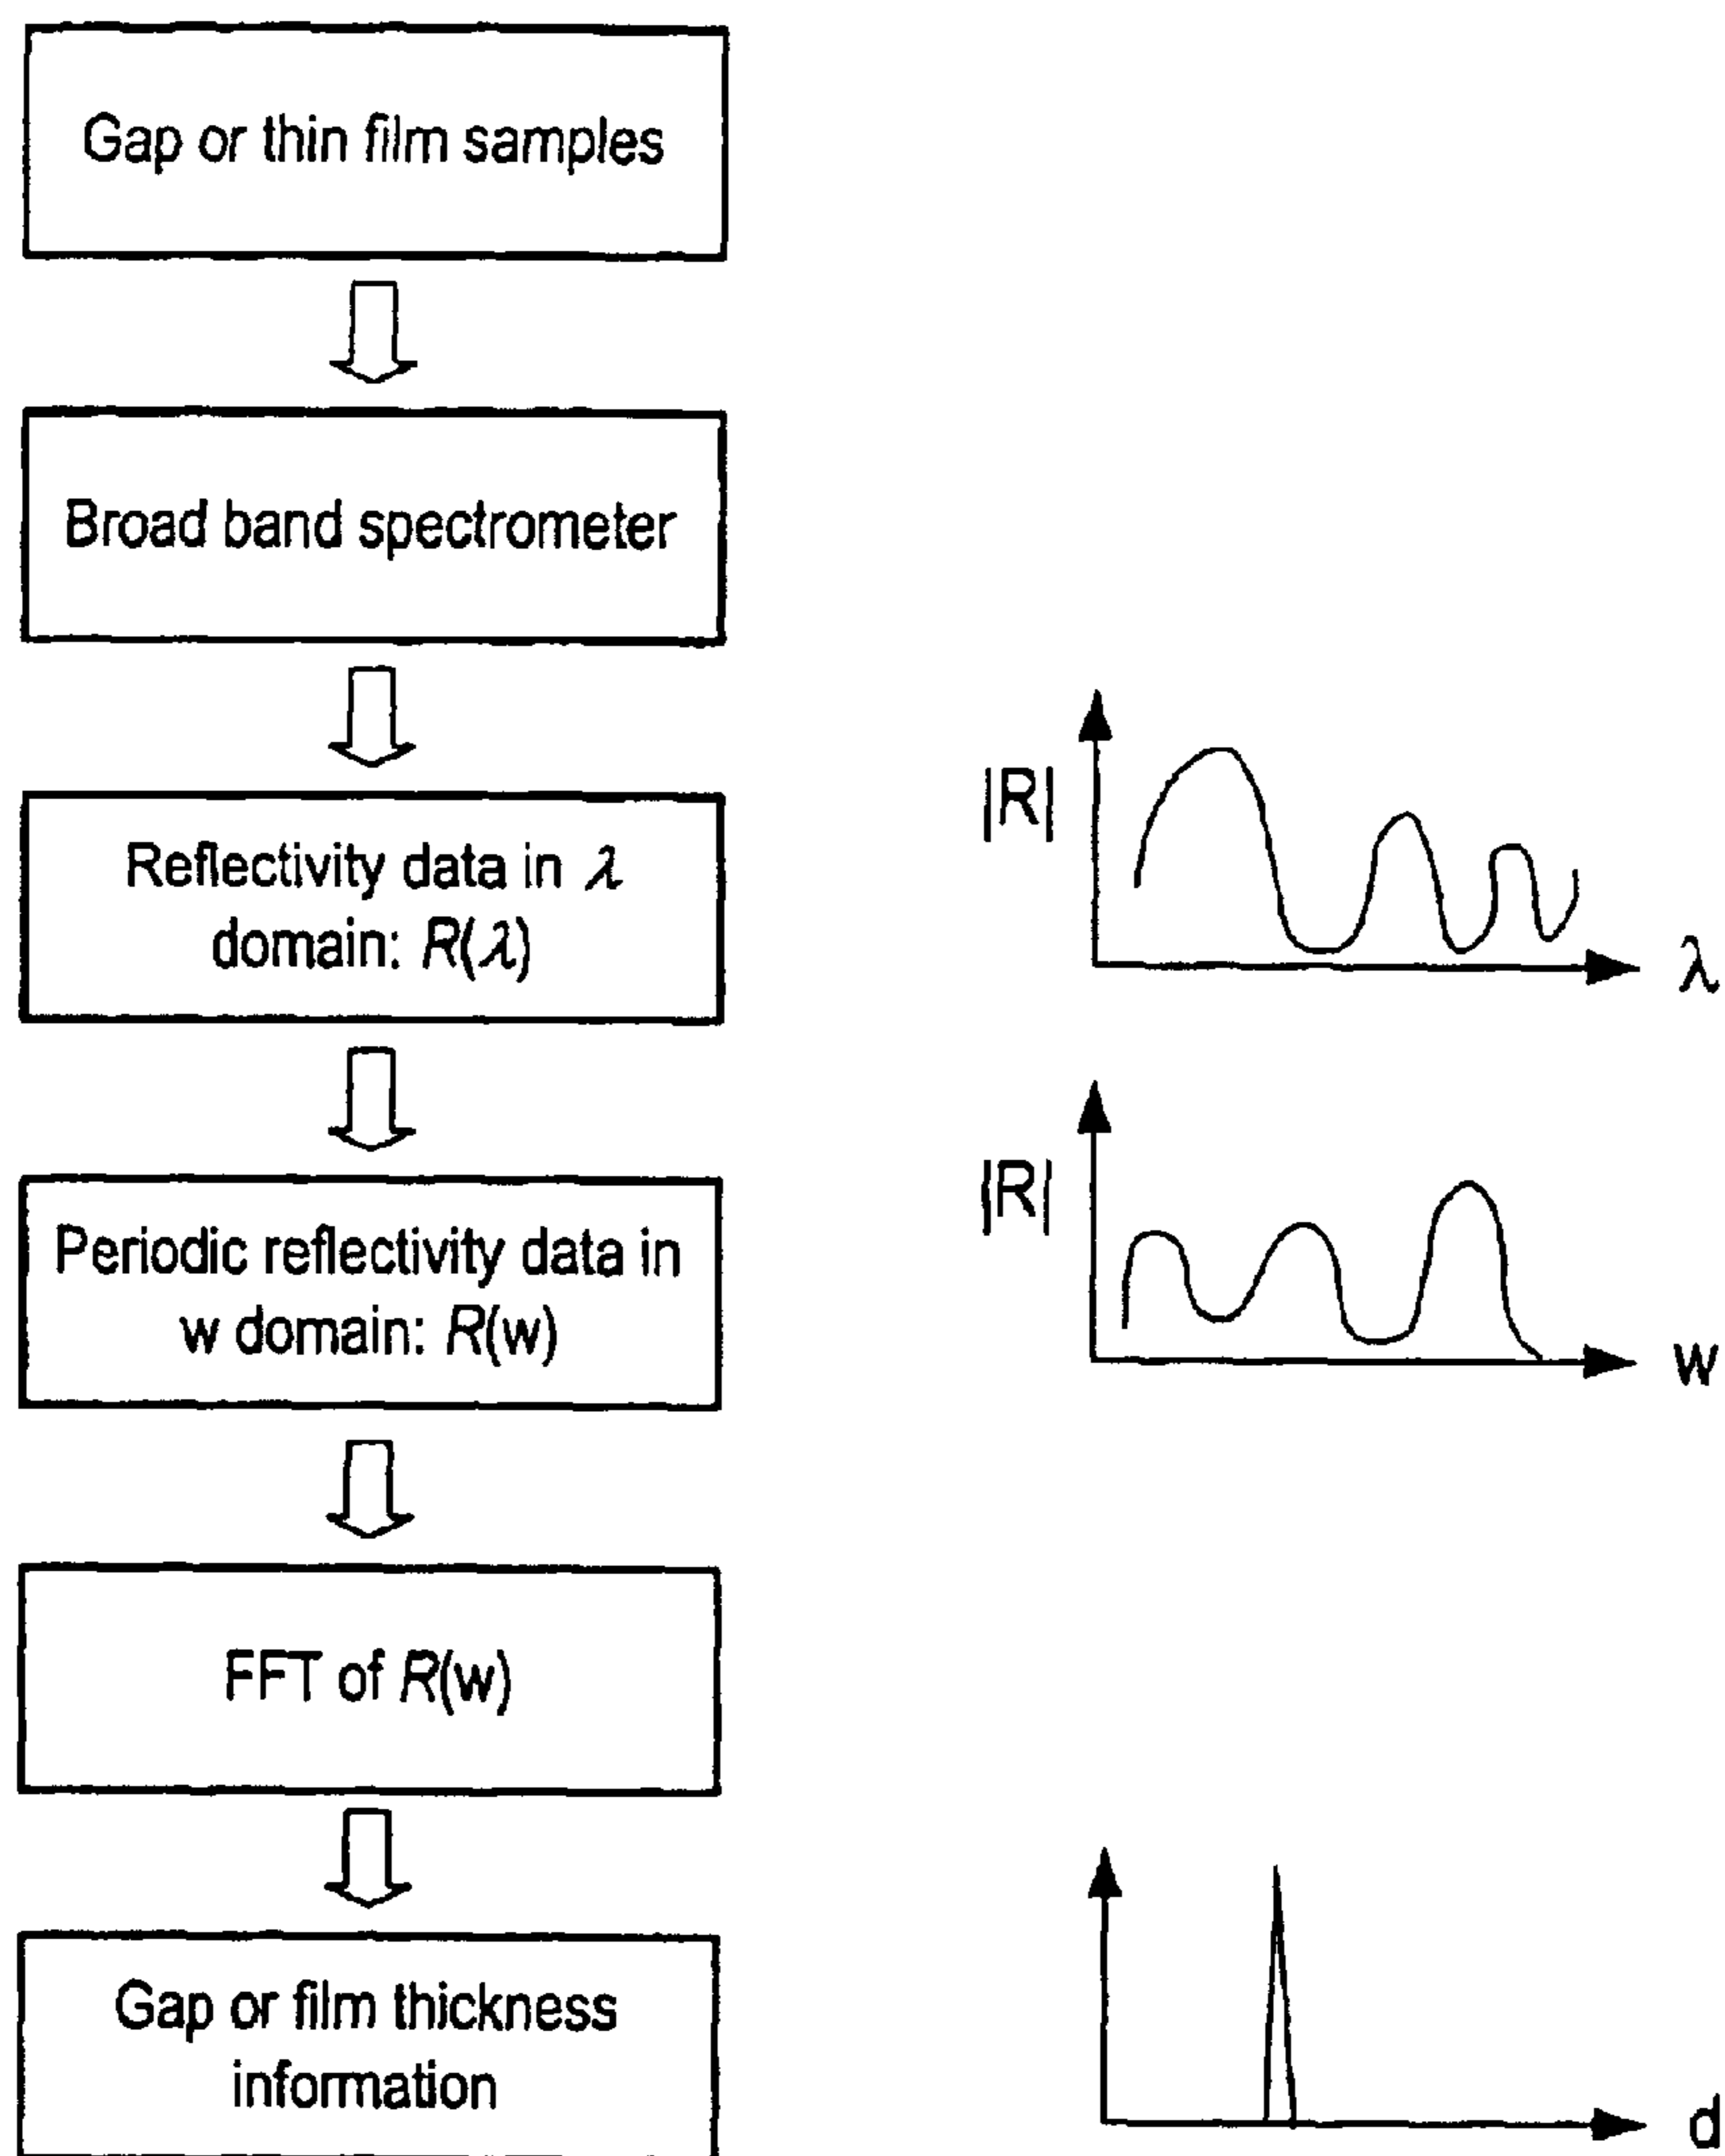 Gap or thin film samples
Broad band spectrometer
Reflectivity data in λ
domain: R(λ)
|R|
λ
Periodic reflectivity data in
w domain: R(w)
|R|
w
FFT of R(w)
Gap or film thickness
information
d